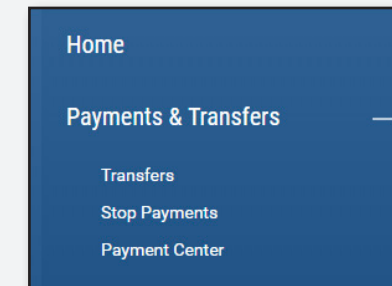 Home
Payments & Transfers
Transfers
Stop Payments
Payment Center